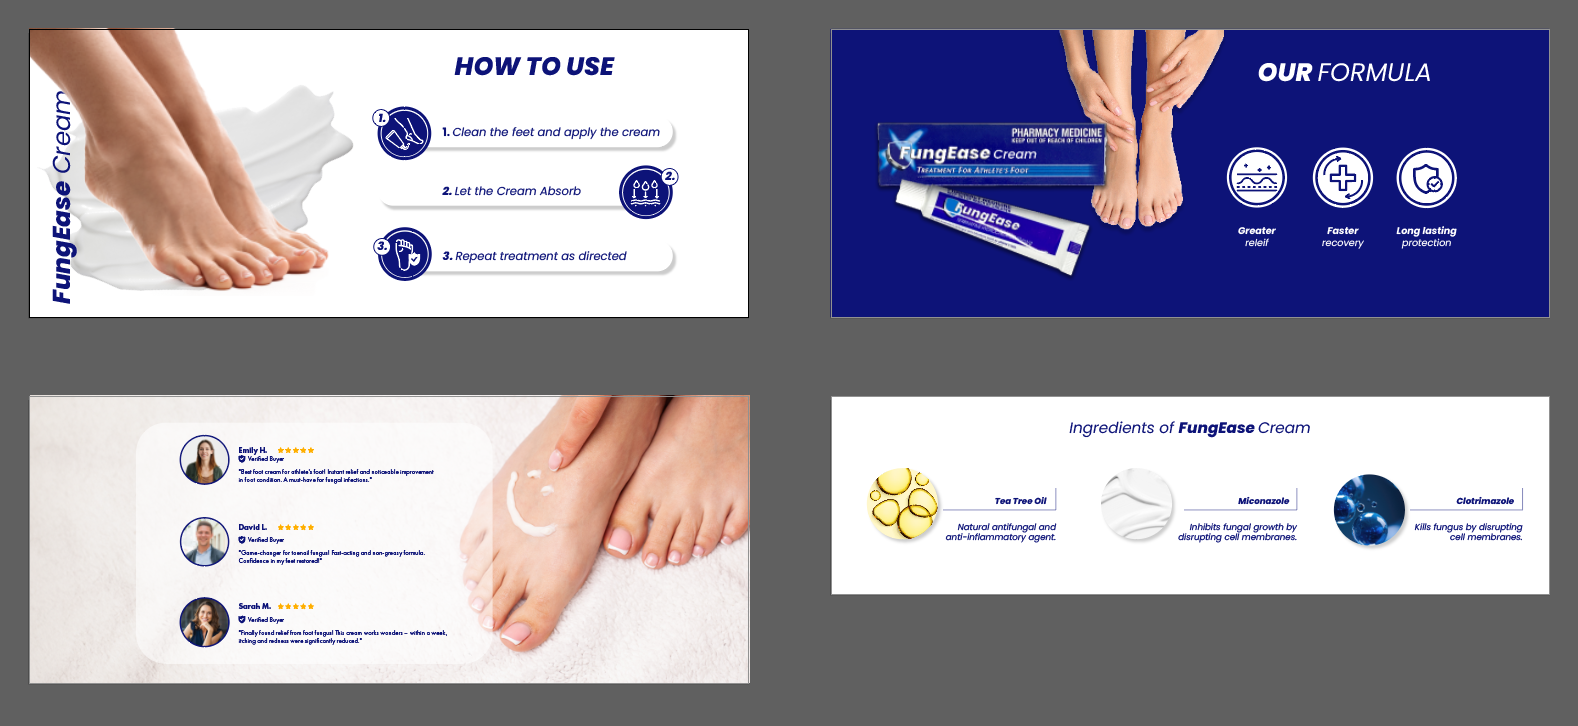 FungEase Cream
HOW TO USE
1.
1. Clean the feet and apply the cream
2. Let the Cream Absorb
2.
3.
3. Repeat treatment as directed
OUR FORMULA
PHARMACY MEDICINE
KEEP OUT OF REACH OF CHILDREN
FungEase Cream
TREATMENT FOR ATHLETE'S FOOT
FungEase
Greater
releif
Faster
recovery
Long lasting
protection
Emily H.
Verified Buyer
"Best foot cream for athlete's foot! Instant relief and noticeable improvement
in foot condition. A must-have for fungal infections."
David L.
Verified Buyer
"Game-changer for toenail fungus! Fast-acting and non-greasy formula.
Confidence in my feet restored!"
Sarah M.
Verified Buyer
"Finally found relief from foot fungus! This cream works wonders – within a week,
itching and redness were significantly reduced."
Ingredients of FungEase Cream
Tea Tree Oil
Natural antifungal and
anti-inflammatory agent.
Miconazole
Inhibits fungal growth by
disrupting cell membranes.
Clotrimazole
Kills fungus by disrupting
cell membranes.